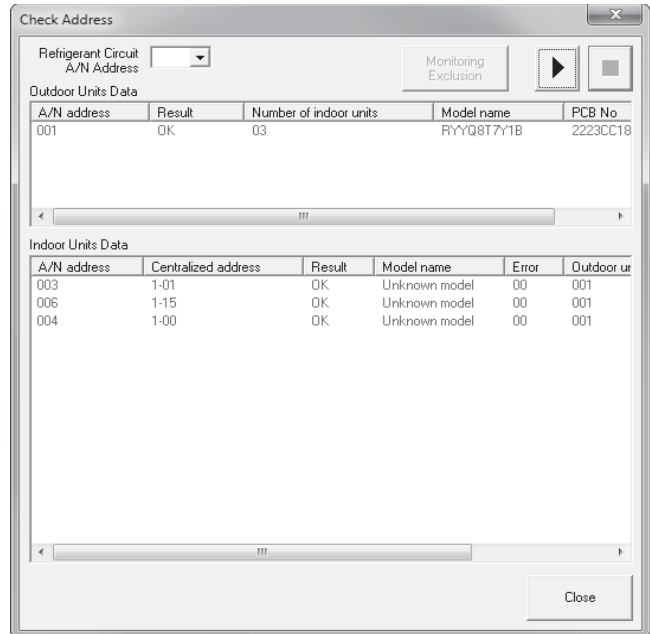 Check Address
Refrigerant Circuit
A/N Address
Monitoring
Exclusion
Outdoor Units Data
A/N address Result Number of indoor units Model name PCB No
001 OK 03 RYYQ8T7Y1B 2223CC18
Indoor Units Data
A/N address Centralized address Result Model name Error Outdoor ur
003 1-01 OK Unknown model 00 001
006 1-15 OK Unknown model 00 001
004 1-00 OK Unknown model 00 001
Close